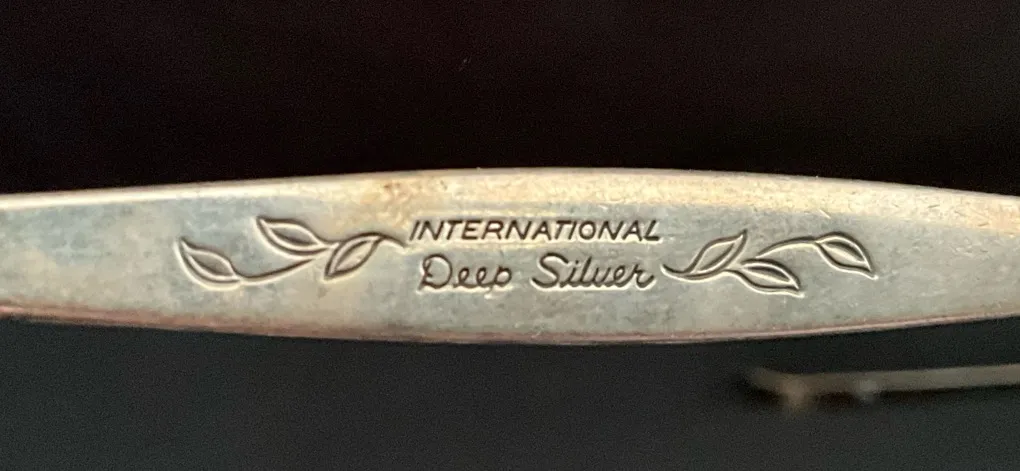 INTERNATIONAL
Deep Silver